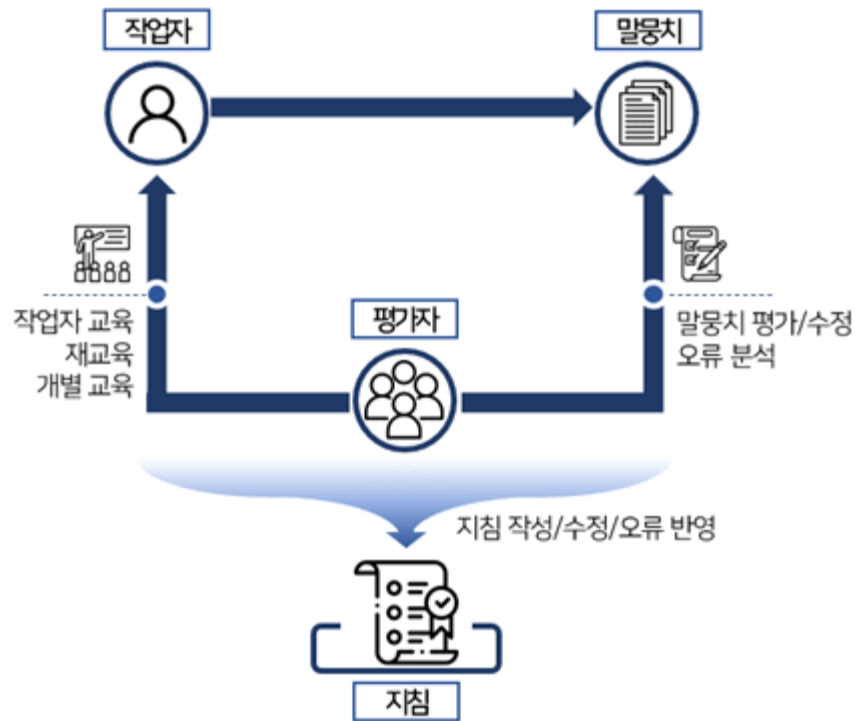 작업자
말뭉치
작업자 교육
재교육
개별 교육
평가자
말뭉치 평가/수정
오류 분석
지침 작성/수정/오류 반영
지침